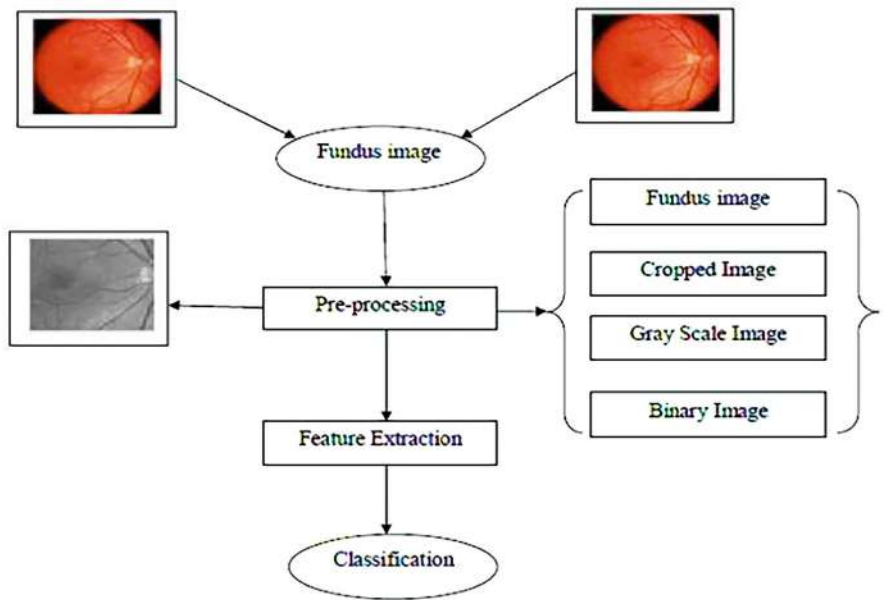 Fundus image
Fundus image
Cropped Image
Pre-processing
Gray Scale Image
Binary Image
Feature Extraction
Classification